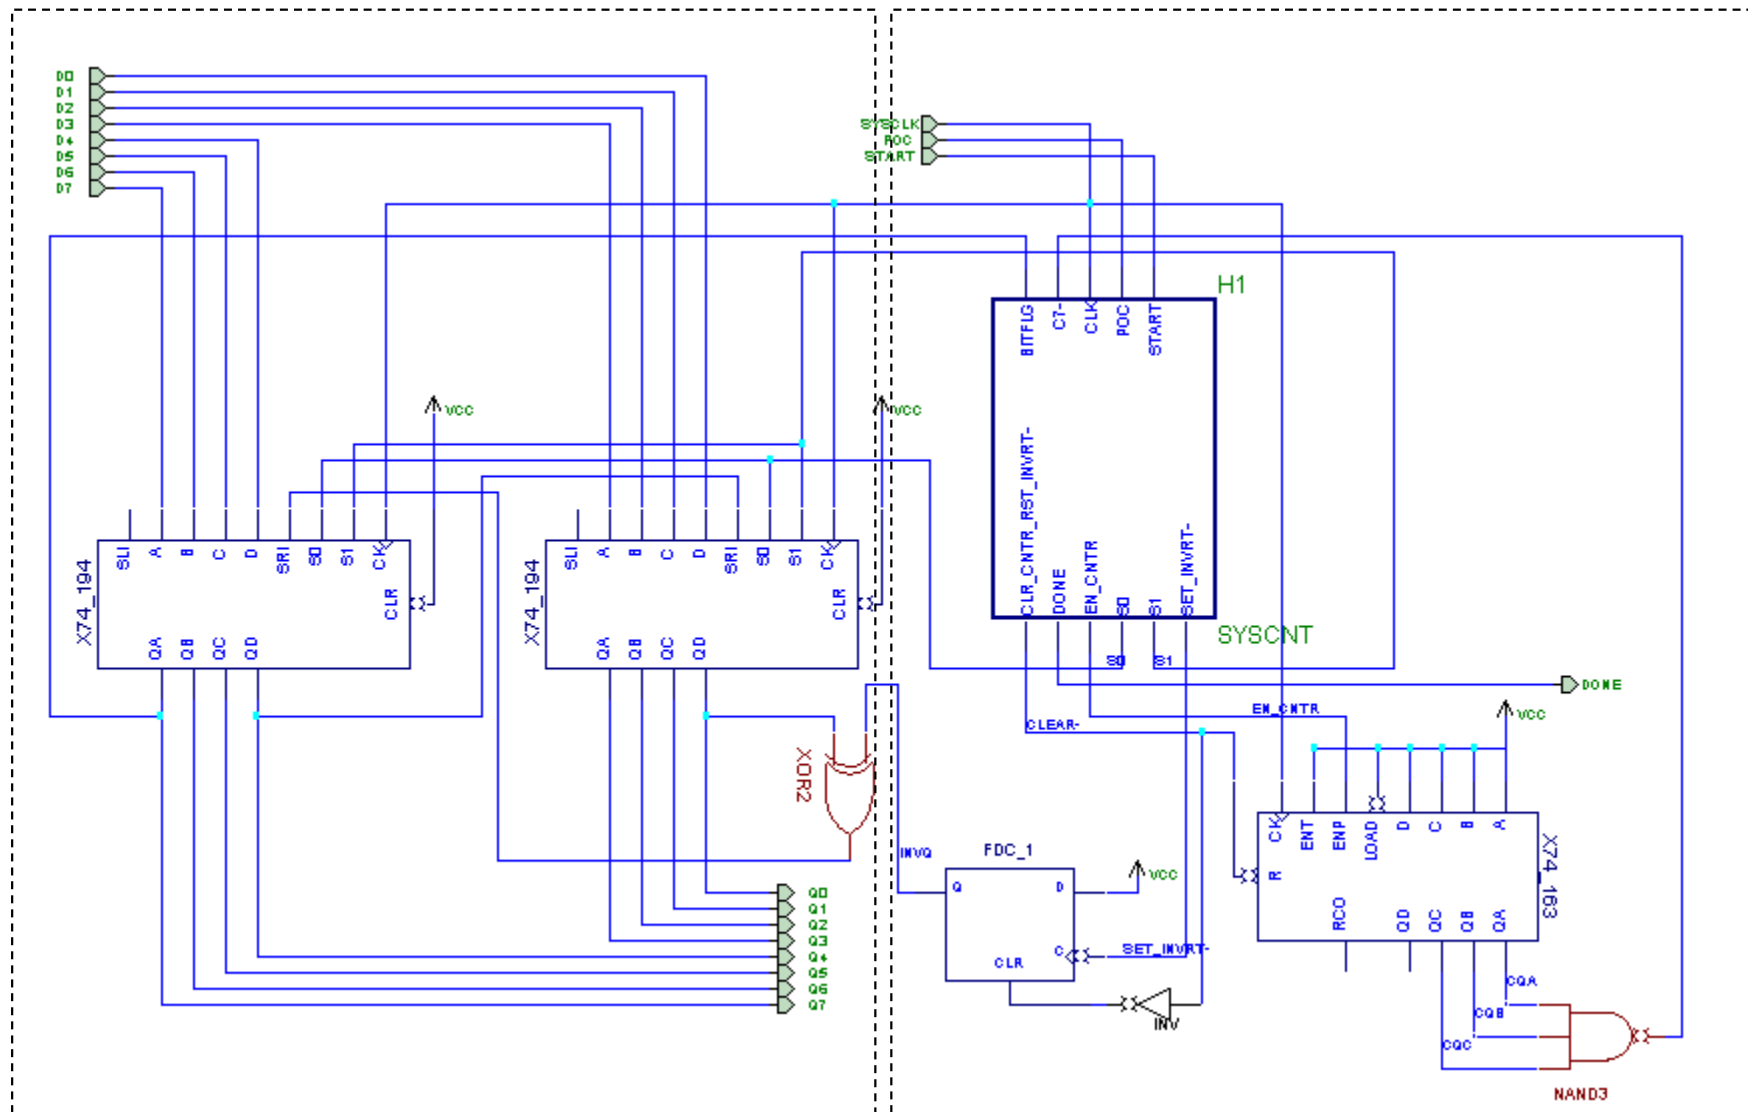 D0
D1
D2
D3
D4
D5
D6
D7
SYSCLK
POC
START
H1
BITFLG
C7-
CLK
POC
START
VCC
VCC
CLR_CNTR_RST_INVRT-
DONE
EN_CNTR
S0
S1
SET_INVRT-
SYSCNT
X74_194
SLI
A
B
C
D
SRI
S0
S1
CK
CLR
QA
QB
QC
QD
X74_194
SLI
A
B
C
D
SRI
S0
S1
CK
CLR
QA
QB
QC
QD
S0
S1
DONE
EN_CNTR
VCC
CLEAR-
XOR2
CK
ENT
ENP
LOAD
D
C
B
A
R
X74_163
RCO
QD
QC
QB
QA
INVQ
FDC_1
Q
D
VCC
C
CLR
SET_INVRT-
INV
Q0
Q1
Q2
Q3
Q4
Q5
Q6
Q7
CQA
CQB
CQC
NAND3